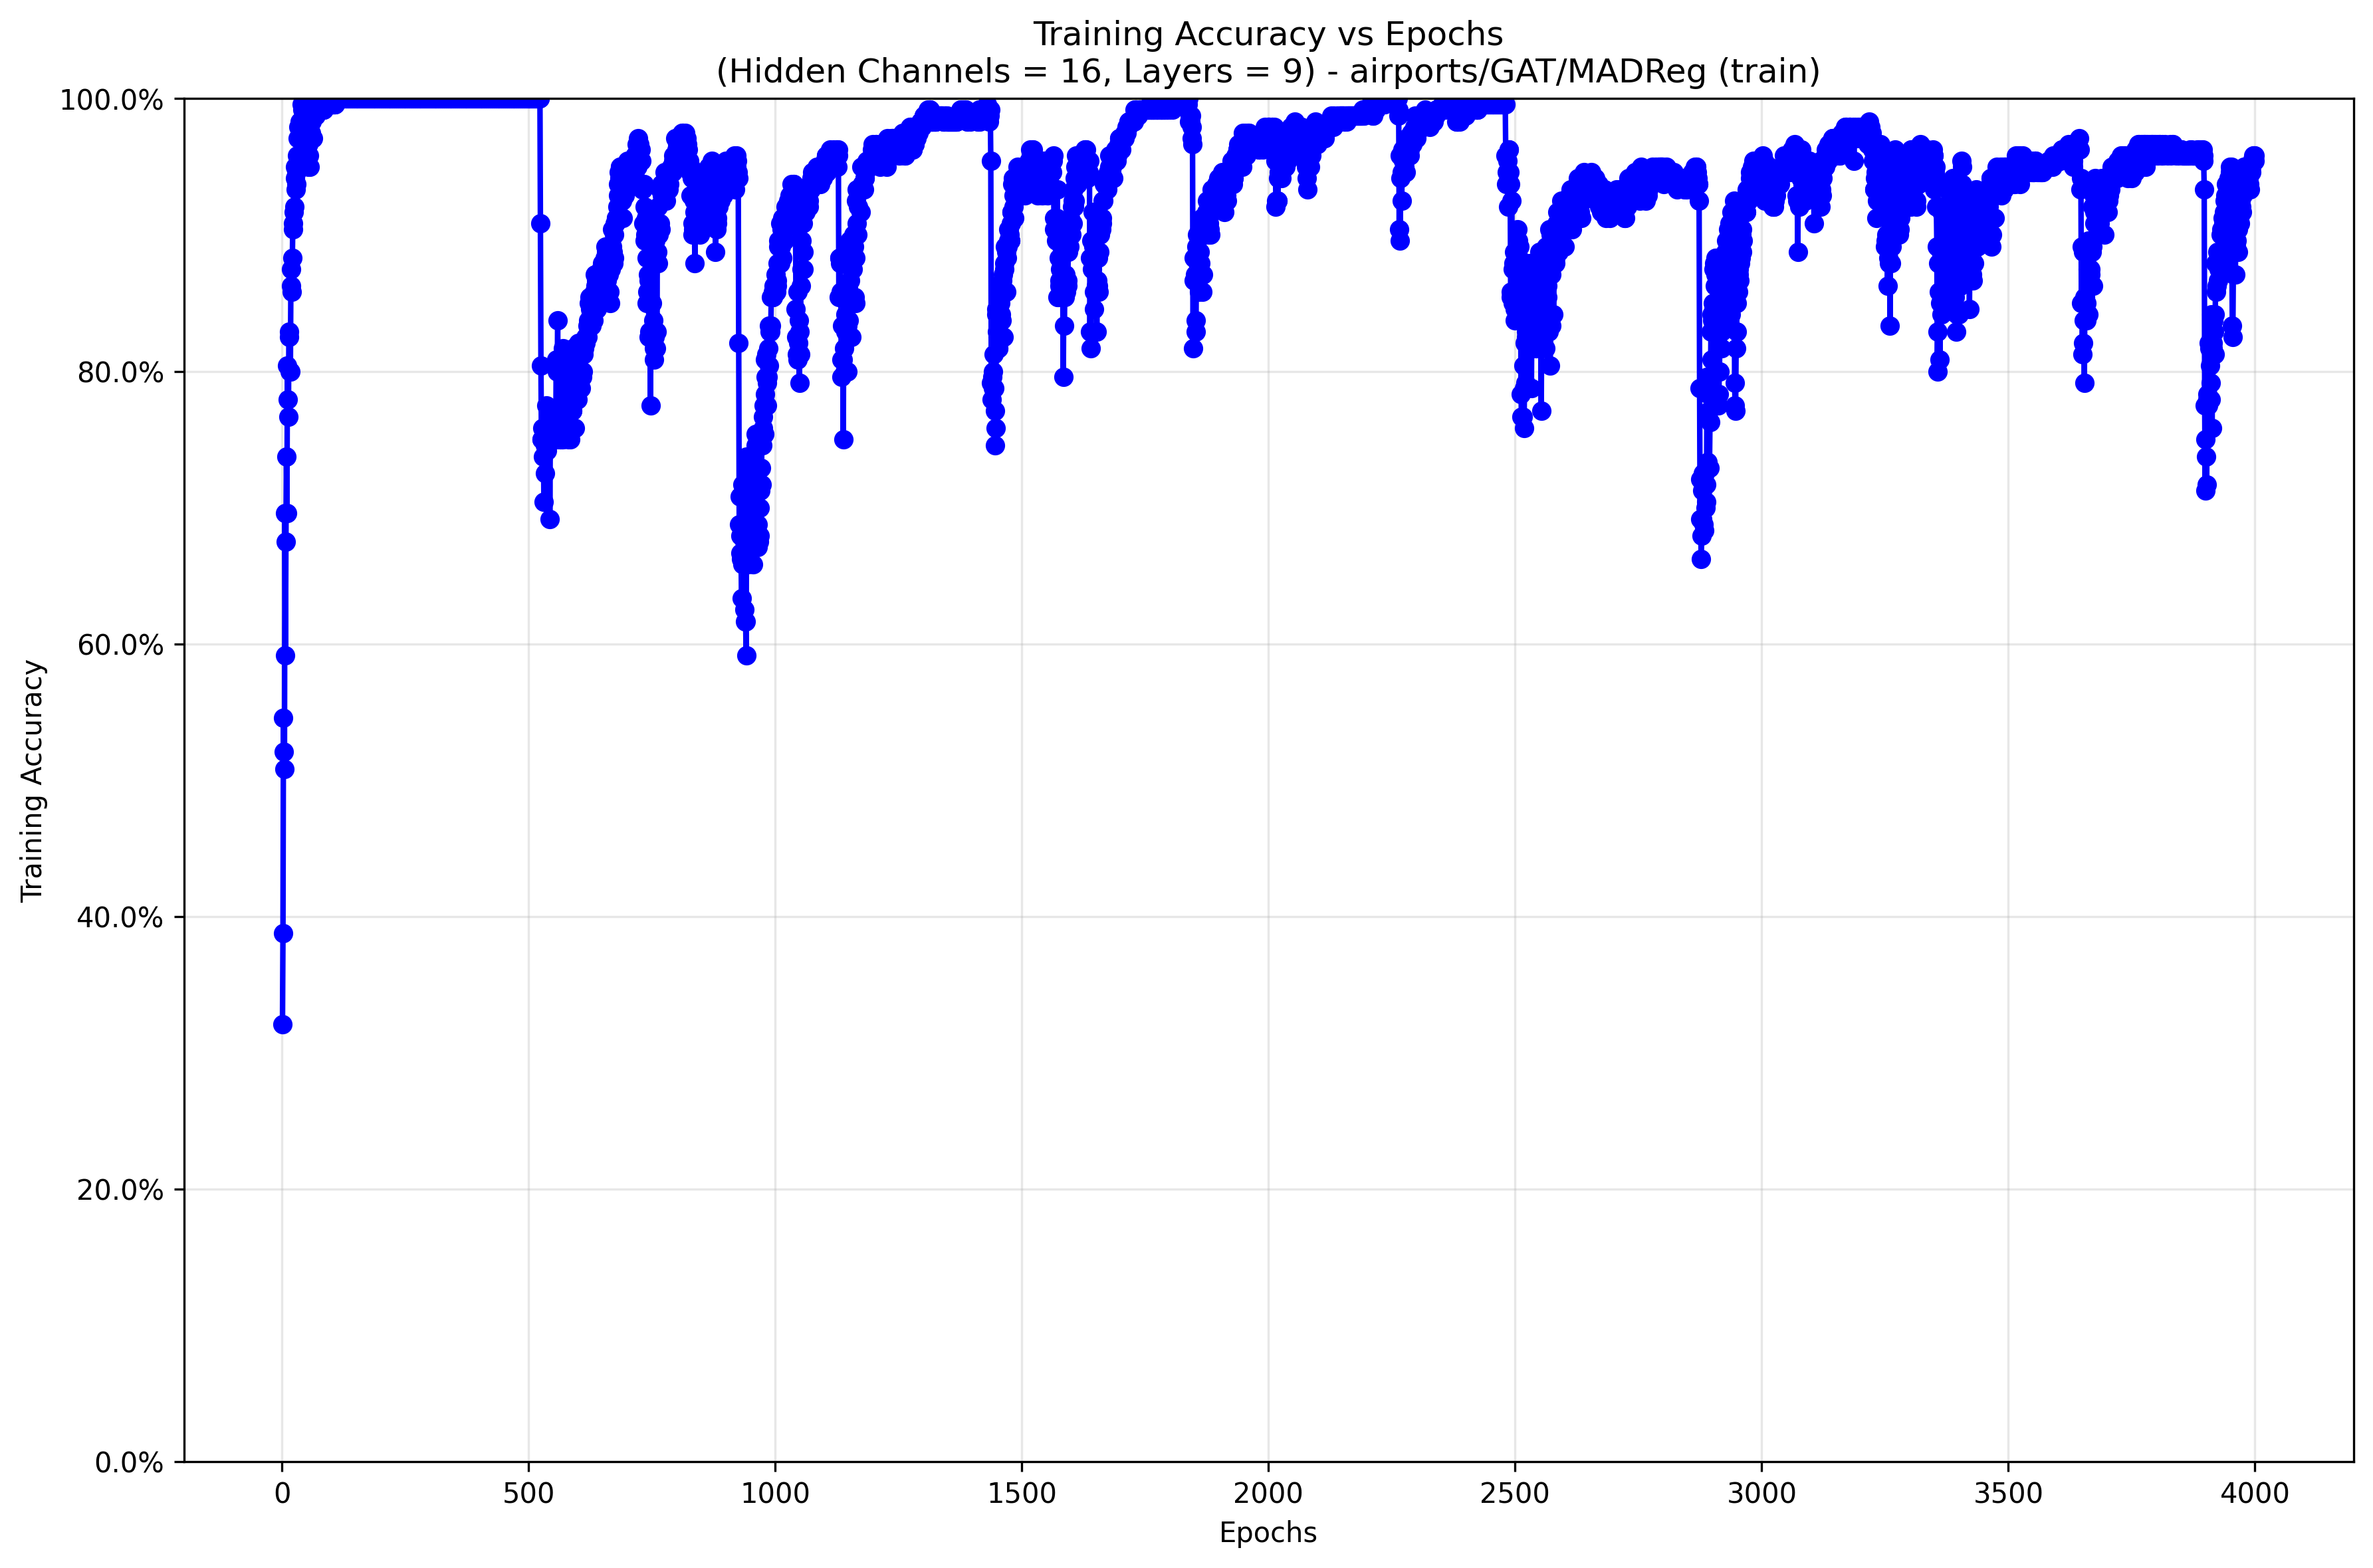 Training Accuracy vs Epochs
(Hidden Channels = 16, Layers = 9) - airports/GAT/MADReg (train)
100.0%
80.0%
60.0%
40.0%
20.0%
0.0%
Training Accuracy
0 500 1000 1500 2000 2500 3000 3500 4000
Epochs